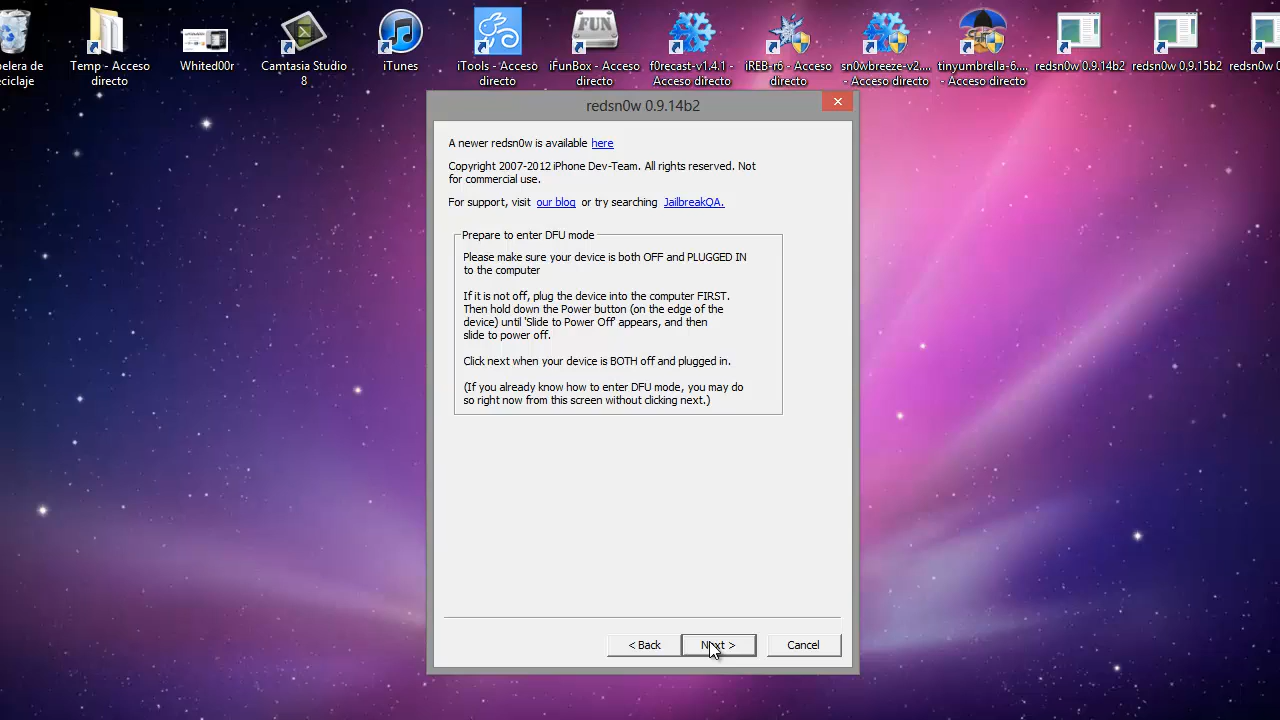 pelera de
eciclaje
Temp - Acceso
directo
Whited00r
Camtasia Studio
8
iTunes
iTools - Acceso
directo
iFunBox - Acceso
directo
FUN
f0recast-v1.4.1 -
Acceso directo
iREB-r6 - Acceso
directo
sn0wbreeze-v2....
- Acceso directo
tinyumbrella-6....
- Acceso directo
redsn0w 0.9.14b2
redsn0w 0.9.15b2
redsn0w 0
redsn0w 0.9.14b2
A newer redsn0w is available here
Copyright 2007-2012 iPhone Dev-Team. All rights reserved. Not
for commercial use.
For support, visit our blog or try searching JailbreakQA.
Prepare to enter DFU mode
Please make sure your device is both OFF and PLUGGED IN
to the computer
If it is not off, plug the device into the computer FIRST.
Then hold down the Power button (on the edge of the
device) until 'Slide to Power Off' appears, and then
slide to power off.
Click next when your device is BOTH off and plugged in.
(If you already know how to enter DFU mode, you may do
so right now from this screen without clicking next.)
< Back
Next >
Cancel